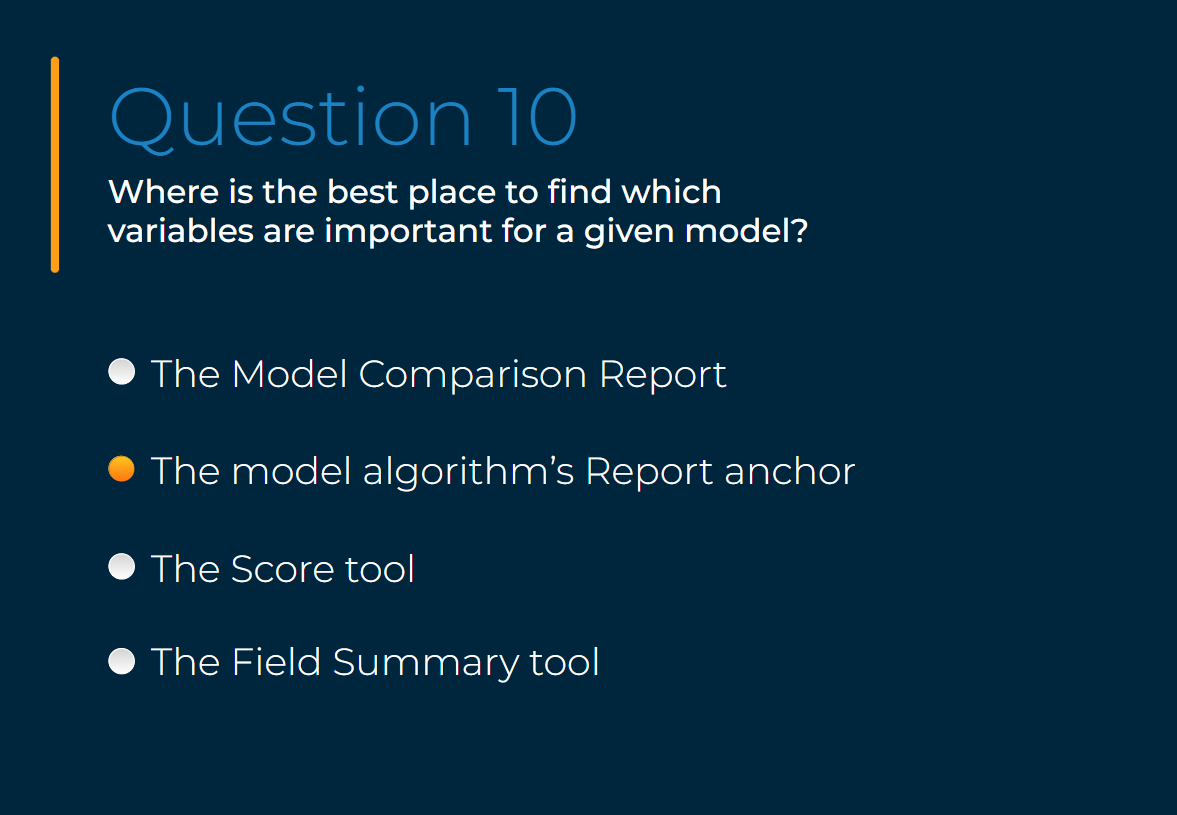 Question 10
Where is the best place to find which
variables are important for a given model?
The Model Comparison Report
The model algorithm’s Report anchor
The Score tool
The Field Summary tool